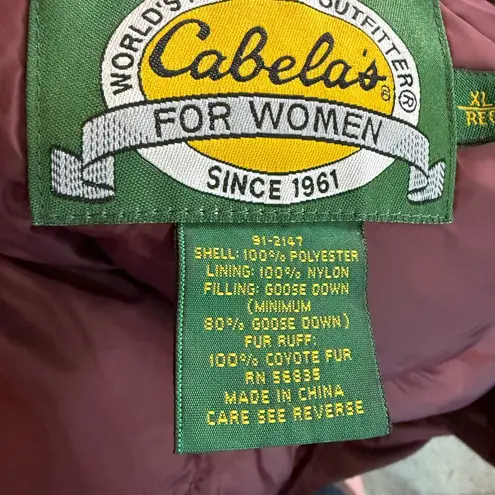 WORLD'S OUTFITTER®
Cabela's®
FOR WOMEN
SINCE 1961
XL
REG
91-2147
SHELL: 100% POLYESTER
LINING: 100% NYLON
FILLING: GOOSE DOWN
(MINIMUM
80% GOOSE DOWN)
FUR RUFF:
100% COYOTE FUR
RN 56835
MADE IN CHINA
CARE SEE REVERSE